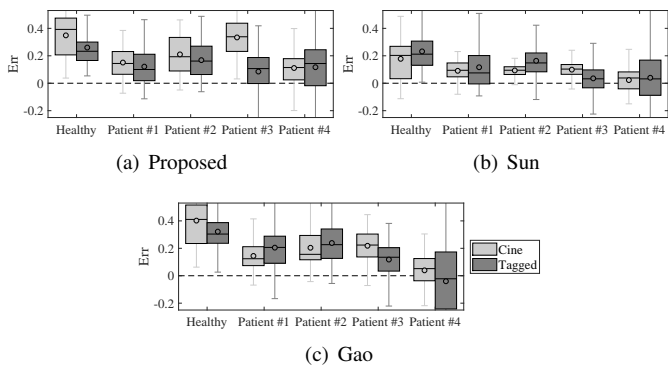 Err
0.4
0.2
0
-0.2
Healthy Patient #1 Patient #2 Patient #3 Patient #4
(a) Proposed
Err
0.4
0.2
0
-0.2
Healthy Patient #1 Patient #2 Patient #3 Patient #4
(b) Sun
Err
0.4
0.2
0
-0.2
Healthy Patient #1 Patient #2 Patient #3 Patient #4
Cine
Tagged
(c) Gao